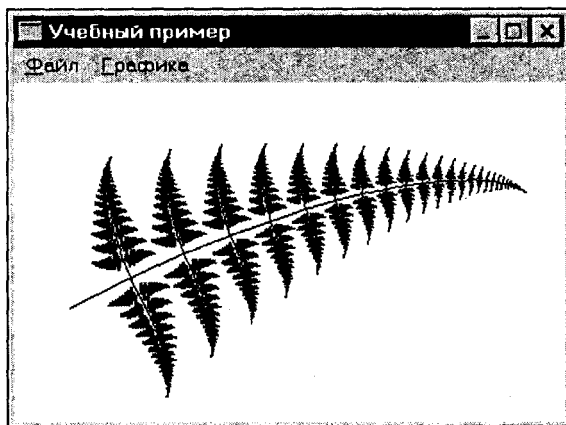 Учебный пример
Файл Графика